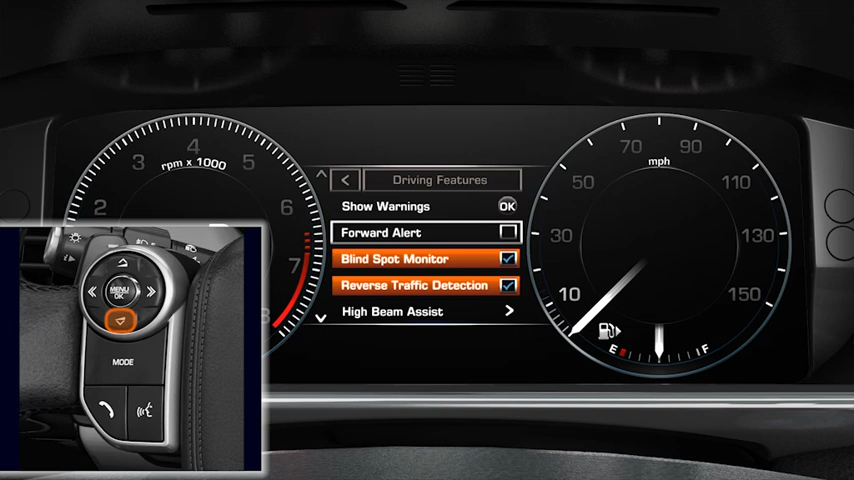 4
3
5
rpm x 1000
2
6
7
8
< Driving Features
Show Warnings OK
Forward Alert
Blind Spot Monitor
Reverse Traffic Detection
High Beam Assist >
70
90
mph
50
110
30
130
10
150
E
F
MENU
OK
MODE